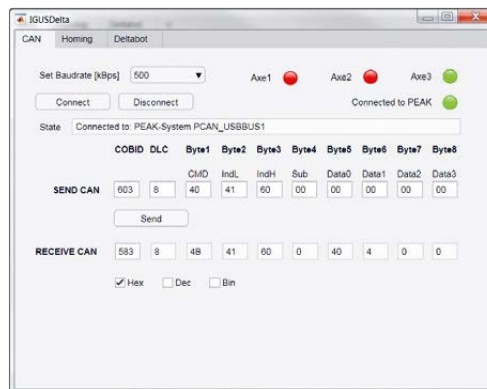 IGUSDelta
CAN Homing Deltabot
Set Baudrate [kBps] 500 Axe1 Axe2 Axe3
Connect Disconnect Connected to PEAK
State Connected to: PEAK-System PCAN_USBBUS1
COBID DLC Byte1 Byte2 Byte3 Byte4 Byte5 Byte6 Byte7 Byte8
CMD IndL IndH Sub Data0 Data1 Data2 Data3
SEND CAN 603 8 40 41 60 00 00 00 00 00
Send
RECEIVE CAN 583 8 4B 41 60 0 40 4 0 0
Hex Dec Bin